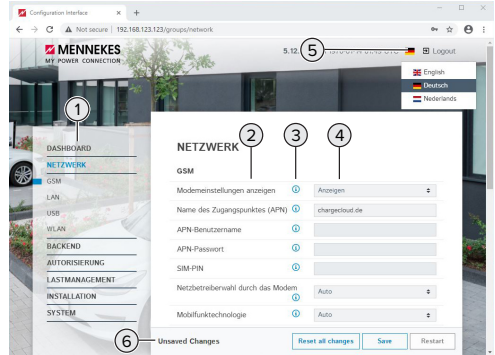 Configuration Interface
Not secure | 192.168.123.123/groups/network
MENNEKES
MY POWER CONNECTION
5.12.
5
Logout
English
Deutsch
Nederlands
1
2
3
4
DASHBOARD
NETZWERK
GSM
LAN
USB
WLAN
BACKEND
AUTORISIERUNG
LASTMANAGEMENT
INSTALLATION
SYSTEM
NETZWERK
GSM
Modemeinstellungen anzeigen Anzeigen
Name des Zugangspunktes (APN) chargecloud.de
APN-Benutzername
APN-Passwort
SIM-PIN
Netzbetreiberwahl durch das Modem Auto
Mobilfunktechnologie Auto
6
Unsaved Changes Reset all changes Save Restart